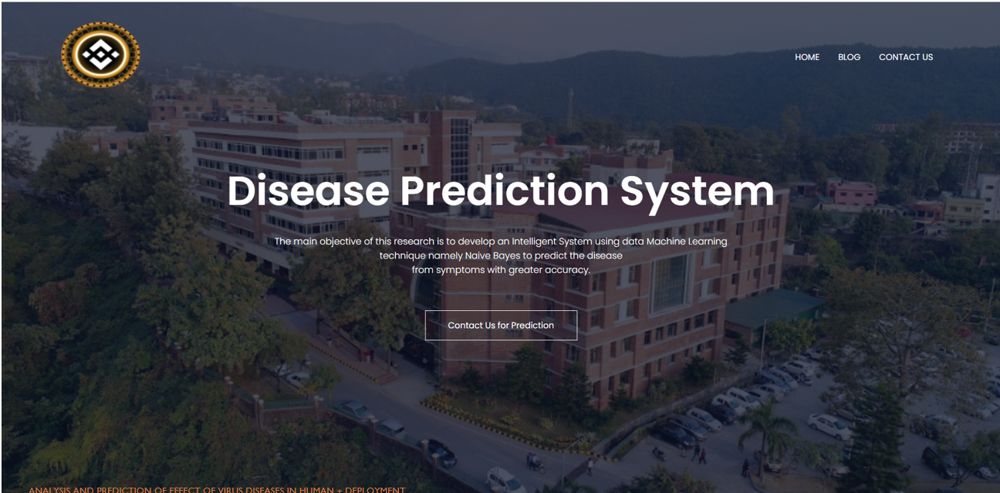 HOME BLOG CONTACT US
Disease Prediction System
The main objective of this research is to develop an Intelligent System using data Machine Learning
technique namely Naive Bayes to predict the disease
from symptoms with greater accuracy.
Contact Us for Prediction
ANALYSIS AND PREDICTION OF EFFECT OF VIRUS DISEASES IN HUMAN + DEPLOYMENT